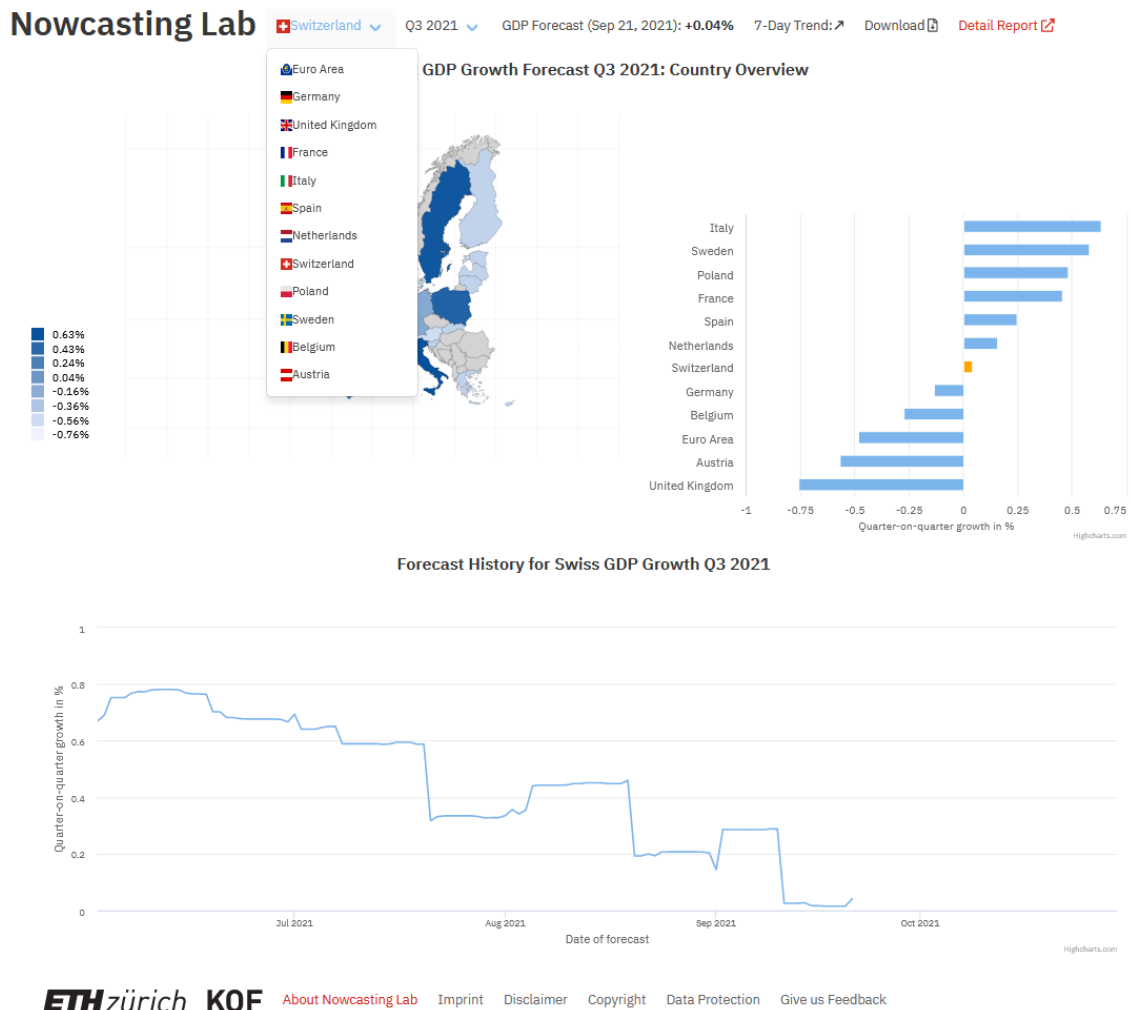 Nowcasting Lab Switzerland Q3 2021 GDP Forecast (Sep 21, 2021): +0.04% 7-Day Trend: Download Detail Report
GDP Growth Forecast Q3 2021: Country Overview
Euro Area
Germany
United Kingdom
France
Italy
Spain
Netherlands
Switzerland
Poland
Sweden
Belgium
Austria
0.63%
0.43%
0.24%
0.04%
-0.16%
-0.36%
-0.56%
-0.76%
Italy
Sweden
Poland
France
Spain
Netherlands
Switzerland
Germany
Belgium
Euro Area
Austria
United Kingdom
-1 -0.75 -0.5 -0.25 0 0.25 0.5 0.75
Quarter-on-quarter growth in %
Highcharts.com
Forecast History for Swiss GDP Growth Q3 2021
Quarter-on-quarter growth in %
1
0.8
0.6
0.4
0.2
0
Jul 2021 Aug 2021 Sep 2021 Oct 2021
Date of forecast
Highcharts.com
ETH zürich KOF About Nowcasting Lab Imprint Disclaimer Copyright Data Protection Give us Feedback